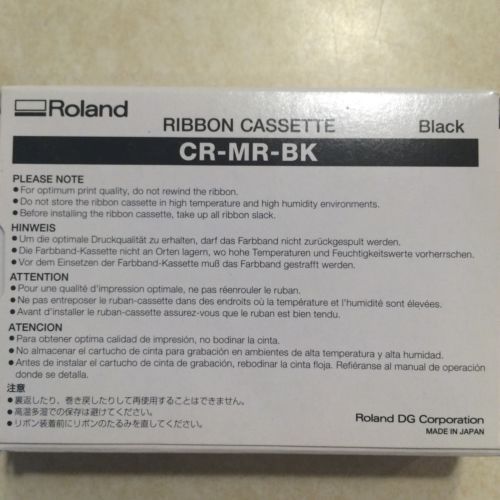 Roland
RIBBON CASSETTE Black
CR-MR-BK
PLEASE NOTE
● For optimum print quality, do not rewind the ribbon.
● Do not store the ribbon cassette in high temperature and high humidity environments.
● Before installing the ribbon cassette, take up all ribbon slack.
HINWEIS
● Um die optimale Druckqualität zu erhalten, darf das Farbband nicht zurückgespult werden.
● Die Farbband-Kassette nicht an Orten lagern, wo hohe Temperaturen und Feuchtigkeitswerte vorherrschen.
● Vor dem Einsetzen der Farbband-Kassette muß das Farbband gestrafft werden.
ATTENTION
● Pour une qualité d'impression optimale, ne pas réenrouler le ruban.
● Ne pas entreposer le ruban-cassette dans des endroits où la température et l'humidité sont élevées.
● Avant d'installer le ruban-cassette assurez-vous que le ruban est bien tendu.
ATENCION
● Para obtener optima calidad de impresión, no bodinar la cinta.
● No almacenar el cartucho de cinta para grabación en ambientes de alta temperatura y alta humidad.
● Antes de instalar el cartucho de cinta de grabación, rebodinar la cinta floja. Refiéranse al manual de operación
donde se detalla.
注意
● 裏返したり、巻き戻したりして再使用することはできません。
● 高温多湿での保存は避けてください。
● リボン装着前にリボンのたるみを直してください。
Roland DG Corporation
MADE IN JAPAN